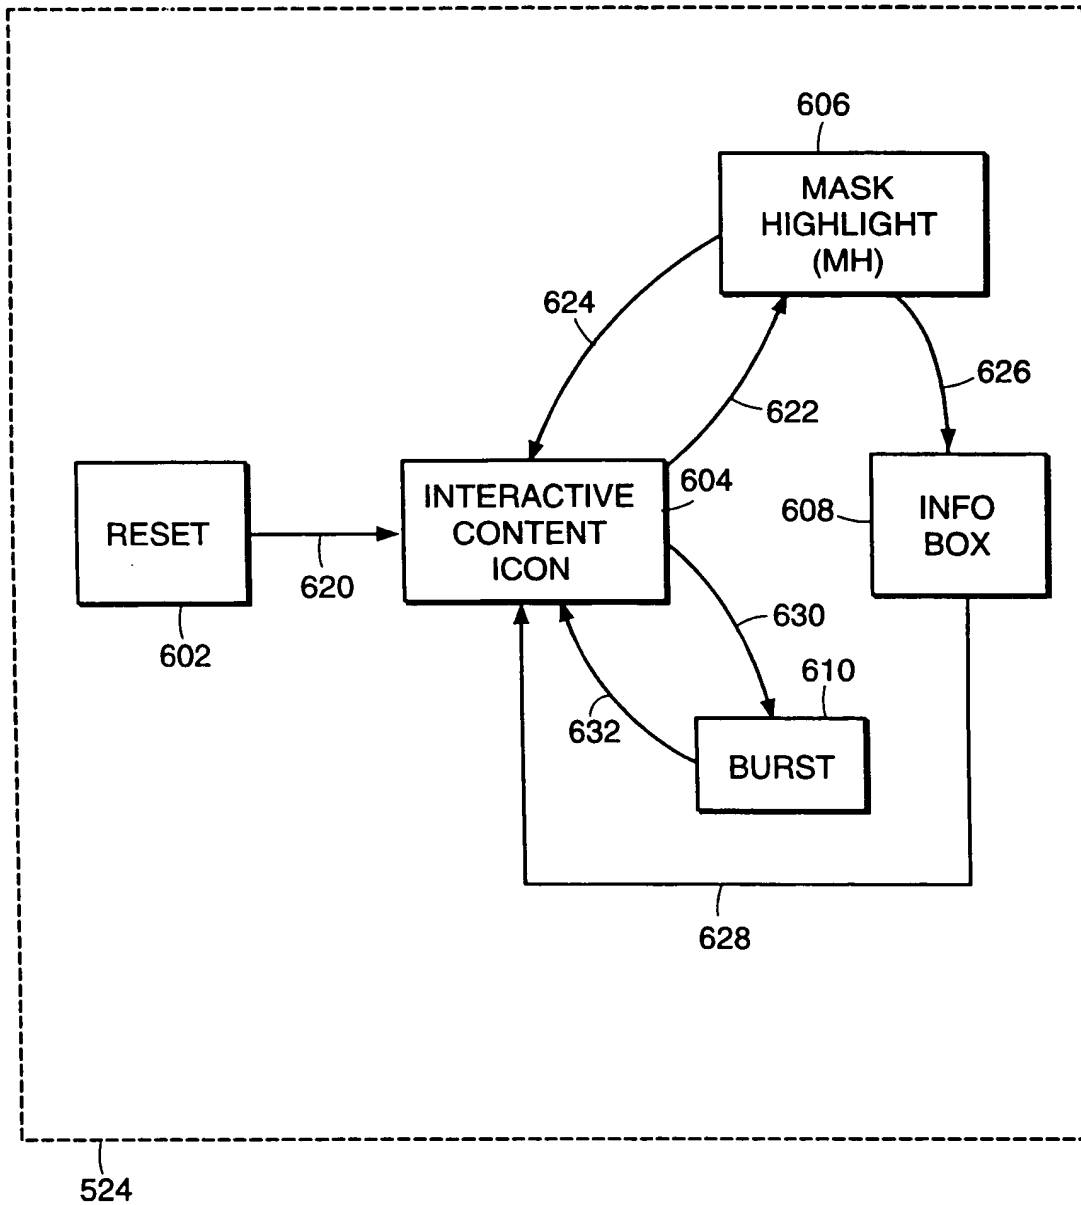 606
MASK
HIGHLIGHT
(MH)
624
626
622
604
INTERACTIVE
CONTENT
ICON
608
INFO
BOX
RESET
620
602
630
610
632
BURST
628
524